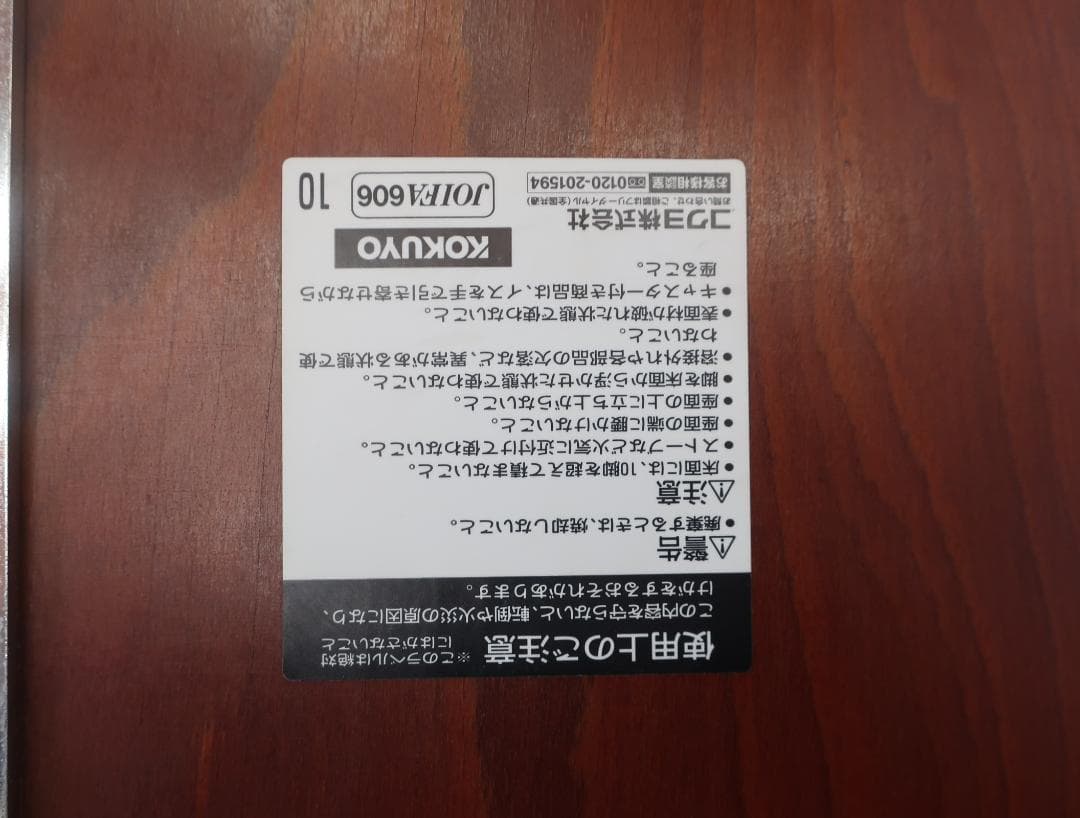 使用上のご注意 ※このラベルは絶対にはがさないこと
この内容を守らないと、転倒や火災の原因になり、
けがをするおそれがあります。
⚠警告
●廃棄するときは、焼却しないこと。
⚠注意
●床面には、10脚を超えて積まないこと。
●ストーブなど火気に近付けて使わないこと。
●座面の端に腰かけないこと。
●座面の上に立ち上がらないこと。
●脚を床面から浮かせた状態で使わないこと。
●溶接外れや各部品の欠落など、異常がある状態で使
わないこと。
●表面材が破れた状態で使わないこと。
●キャスター付き商品は、イスを手で引き寄せながら
座ること。
KOKUYO
コクヨ株式会社
お問い合わせ、ご相談はフリーダイヤル(全国共通)
お客様相談室 0120-201594
JOIFA606
10